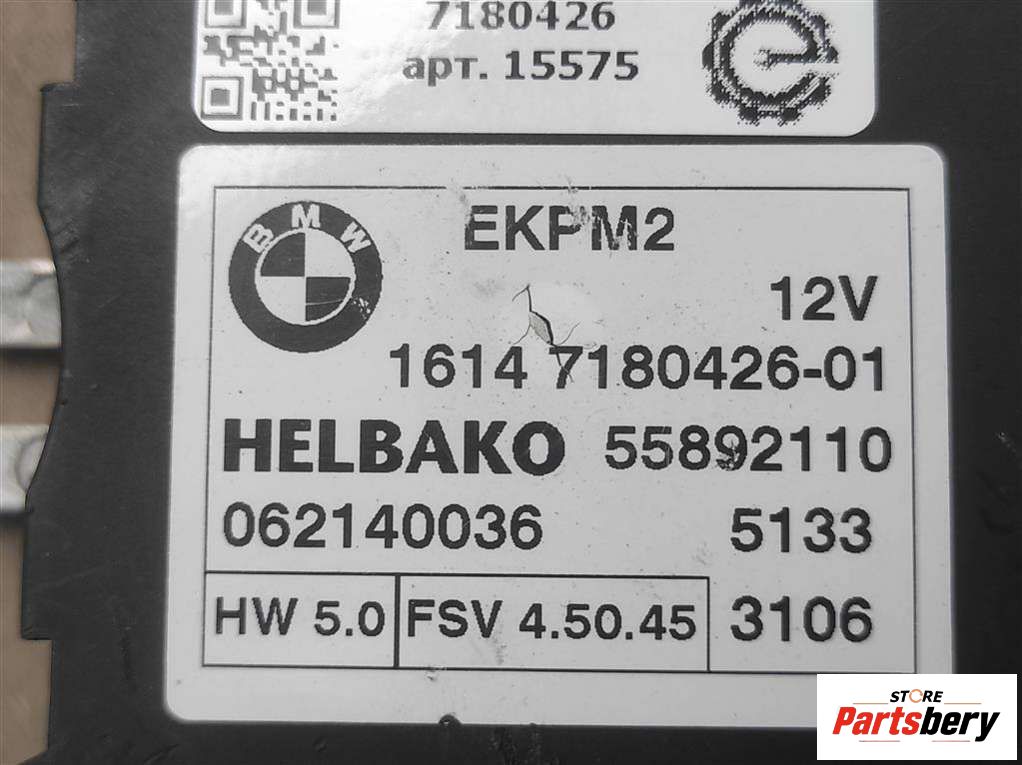 7180426
арт. 15575
BMW
EKPM2
12V
1614 7180426-01
HELBAKO 55892110
062140036 5133
HW 5.0 FSV 4.50.45 3106
STORE
Partsbery